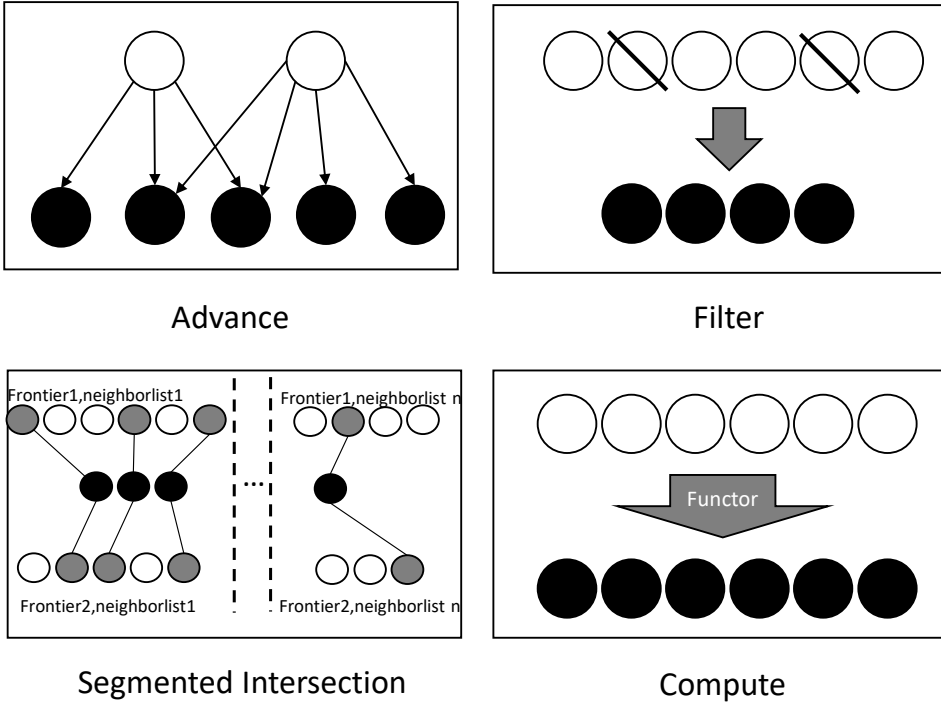 Advance
Filter
Frontier1,neighborlist1
Frontier1,neighborlist n
...
Frontier2,neighborlist1
Frontier2,neighborlist n
Functor
Segmented Intersection
Compute